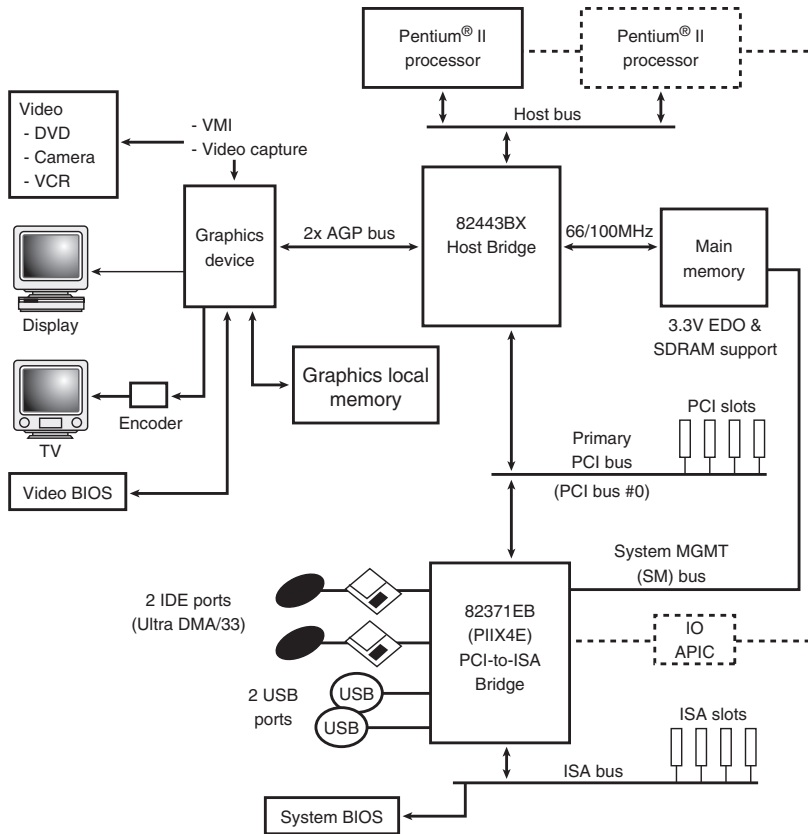 Pentium® II
processor
Pentium® II
processor
Host bus
Video
- DVD
- Camera
- VCR
- VMI
- Video capture
Graphics
device
2x AGP bus
82443BX
Host Bridge
66/100MHz
Main
memory
3.3V EDO &
SDRAM support
Display
Graphics local
memory
Encoder
TV
Video BIOS
PCI slots
Primary
PCI bus
(PCI bus #0)
System MGMT
(SM) bus
2 IDE ports
(Ultra DMA/33)
82371EB
(PIIX4E)
PCI-to-ISA
Bridge
IO
APIC
2 USB
ports
USB
USB
ISA slots
ISA bus
System BIOS